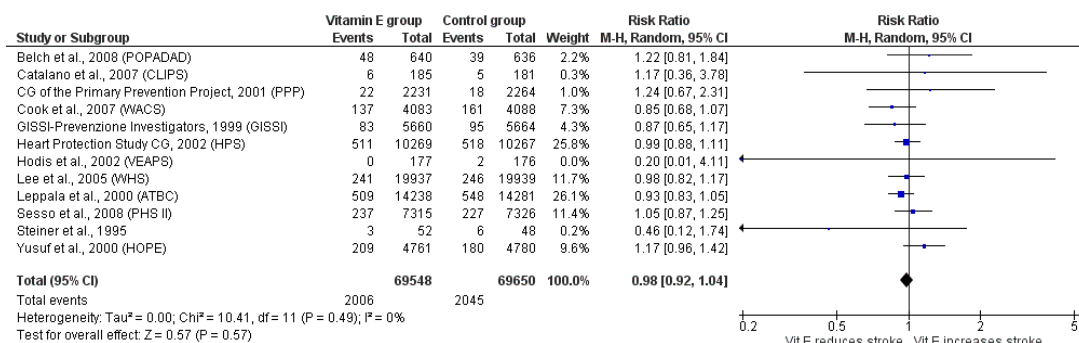 Vitamin E group Control group Risk Ratio Risk Ratio
Study or Subgroup Events Total Events Total Weight M-H, Random, 95% CI M-H, Random, 95% CI
Belch et al., 2008 (POPADAD) 48 640 39 636 2.2% 1.22 [0.81, 1.84]
Catalano et al., 2007 (CLIPS) 6 185 5 181 0.3% 1.17 [0.36, 3.78]
CG of the Primary Prevention Project, 2001 (PPP) 22 2231 18 2264 1.24 [0.67, 2.31]
Cook et al., 2007 (WACS) 137 4083 161 4088 7.3% 0.85 [0.68, 1.07]
GISSI-Prevenzione Investigators, 1999 (GISSI) 83 5660 95 5664 4.3% 0.87 [0.65, 1.17]
Heart Protection Study CG, 2002 (HPS) 511 10269 518 10267 25.8% 0.99 [0.88, 1.11]
Hodis et al., 2002 (VEAPS) 0 177 2 176 0.0% 0.20 [0.01, 4.11]
Lee et al., 2005 (WHS) 241 19937 246 19939 11.7% 0.98 [0.82, 1.17]
Leppala et al., 2000 (ATBC) 509 14238 548 14281 26.1% 0.93 [0.83, 1.05]
Sesso et al., 2008 (PHS II) 237 7315 227 7326 11.4% 1.05 [0.87, 1.25]
Steiner et al., 1995 3 52 6 48 0.2% 0.46 [0.12, 1.74]
Yusuf et al., 2000 (HOPE) 209 4761 180 4780 9.6% 1.17 [0.96, 1.42]
Total (95% CI) 69548 69650 100.0% 0.98 [0.92, 1.04]
Total events 2006 2045
Heterogeneity: Tau² = 0.00; Chi² = 10.41, df = 11 (P = 0.49); I² = 0%
Test for overall effect: Z = 0.57 (P = 0.57)
0.2 0.5 1 2 5
Vit E reduces stroke Vit E increases stroke